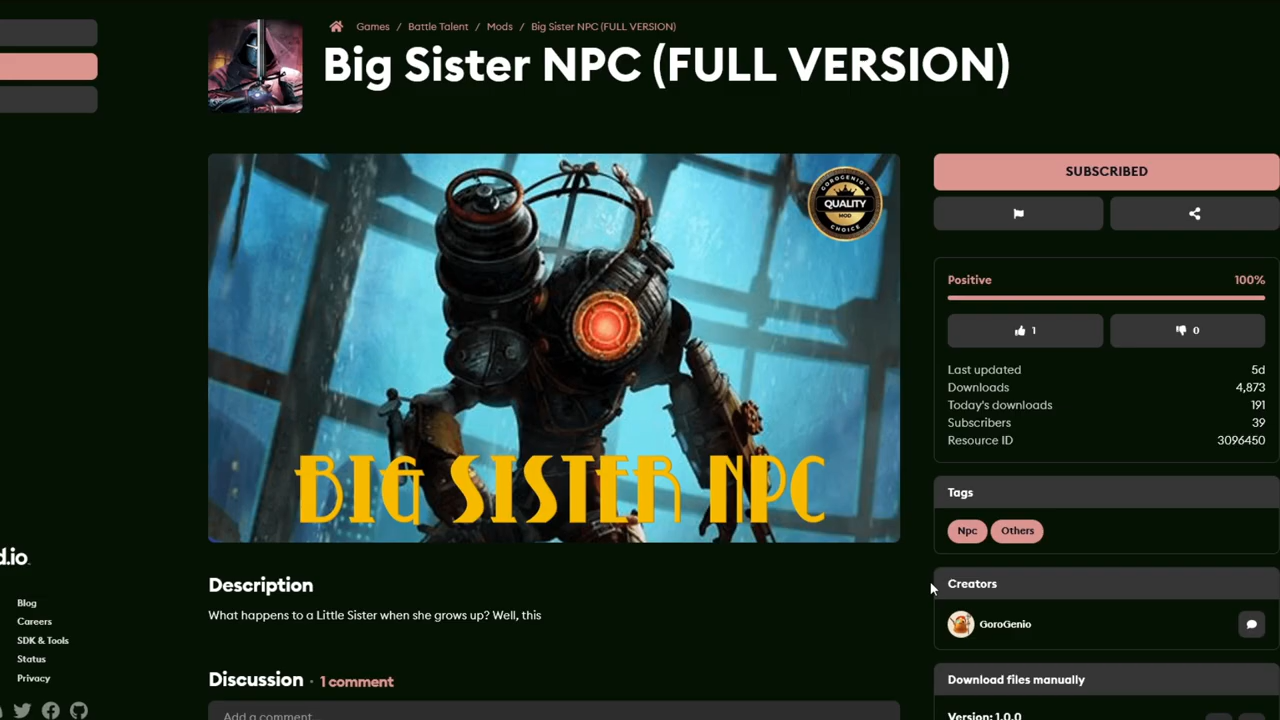 Games / Battle Talent / Mods / Big Sister NPC (FULL VERSION)
Big Sister NPC (FULL VERSION)
GOROGENIO'S
QUALITY
MOD
CHOICE
BIG SISTER NPC
SUBSCRIBED
Positive 100%
1
0
Last updated 5d
Downloads 4,873
Today's downloads 191
Subscribers 39
Resource ID 3096450
Tags
Npc Others
Creators
GoroGenio
Download files manually
Version: 1.0.0
Description
What happens to a Little Sister when she grows up? Well, this
Discussion · 1 comment
Add a comment
d.io
Blog
Careers
SDK & Tools
Status
Privacy